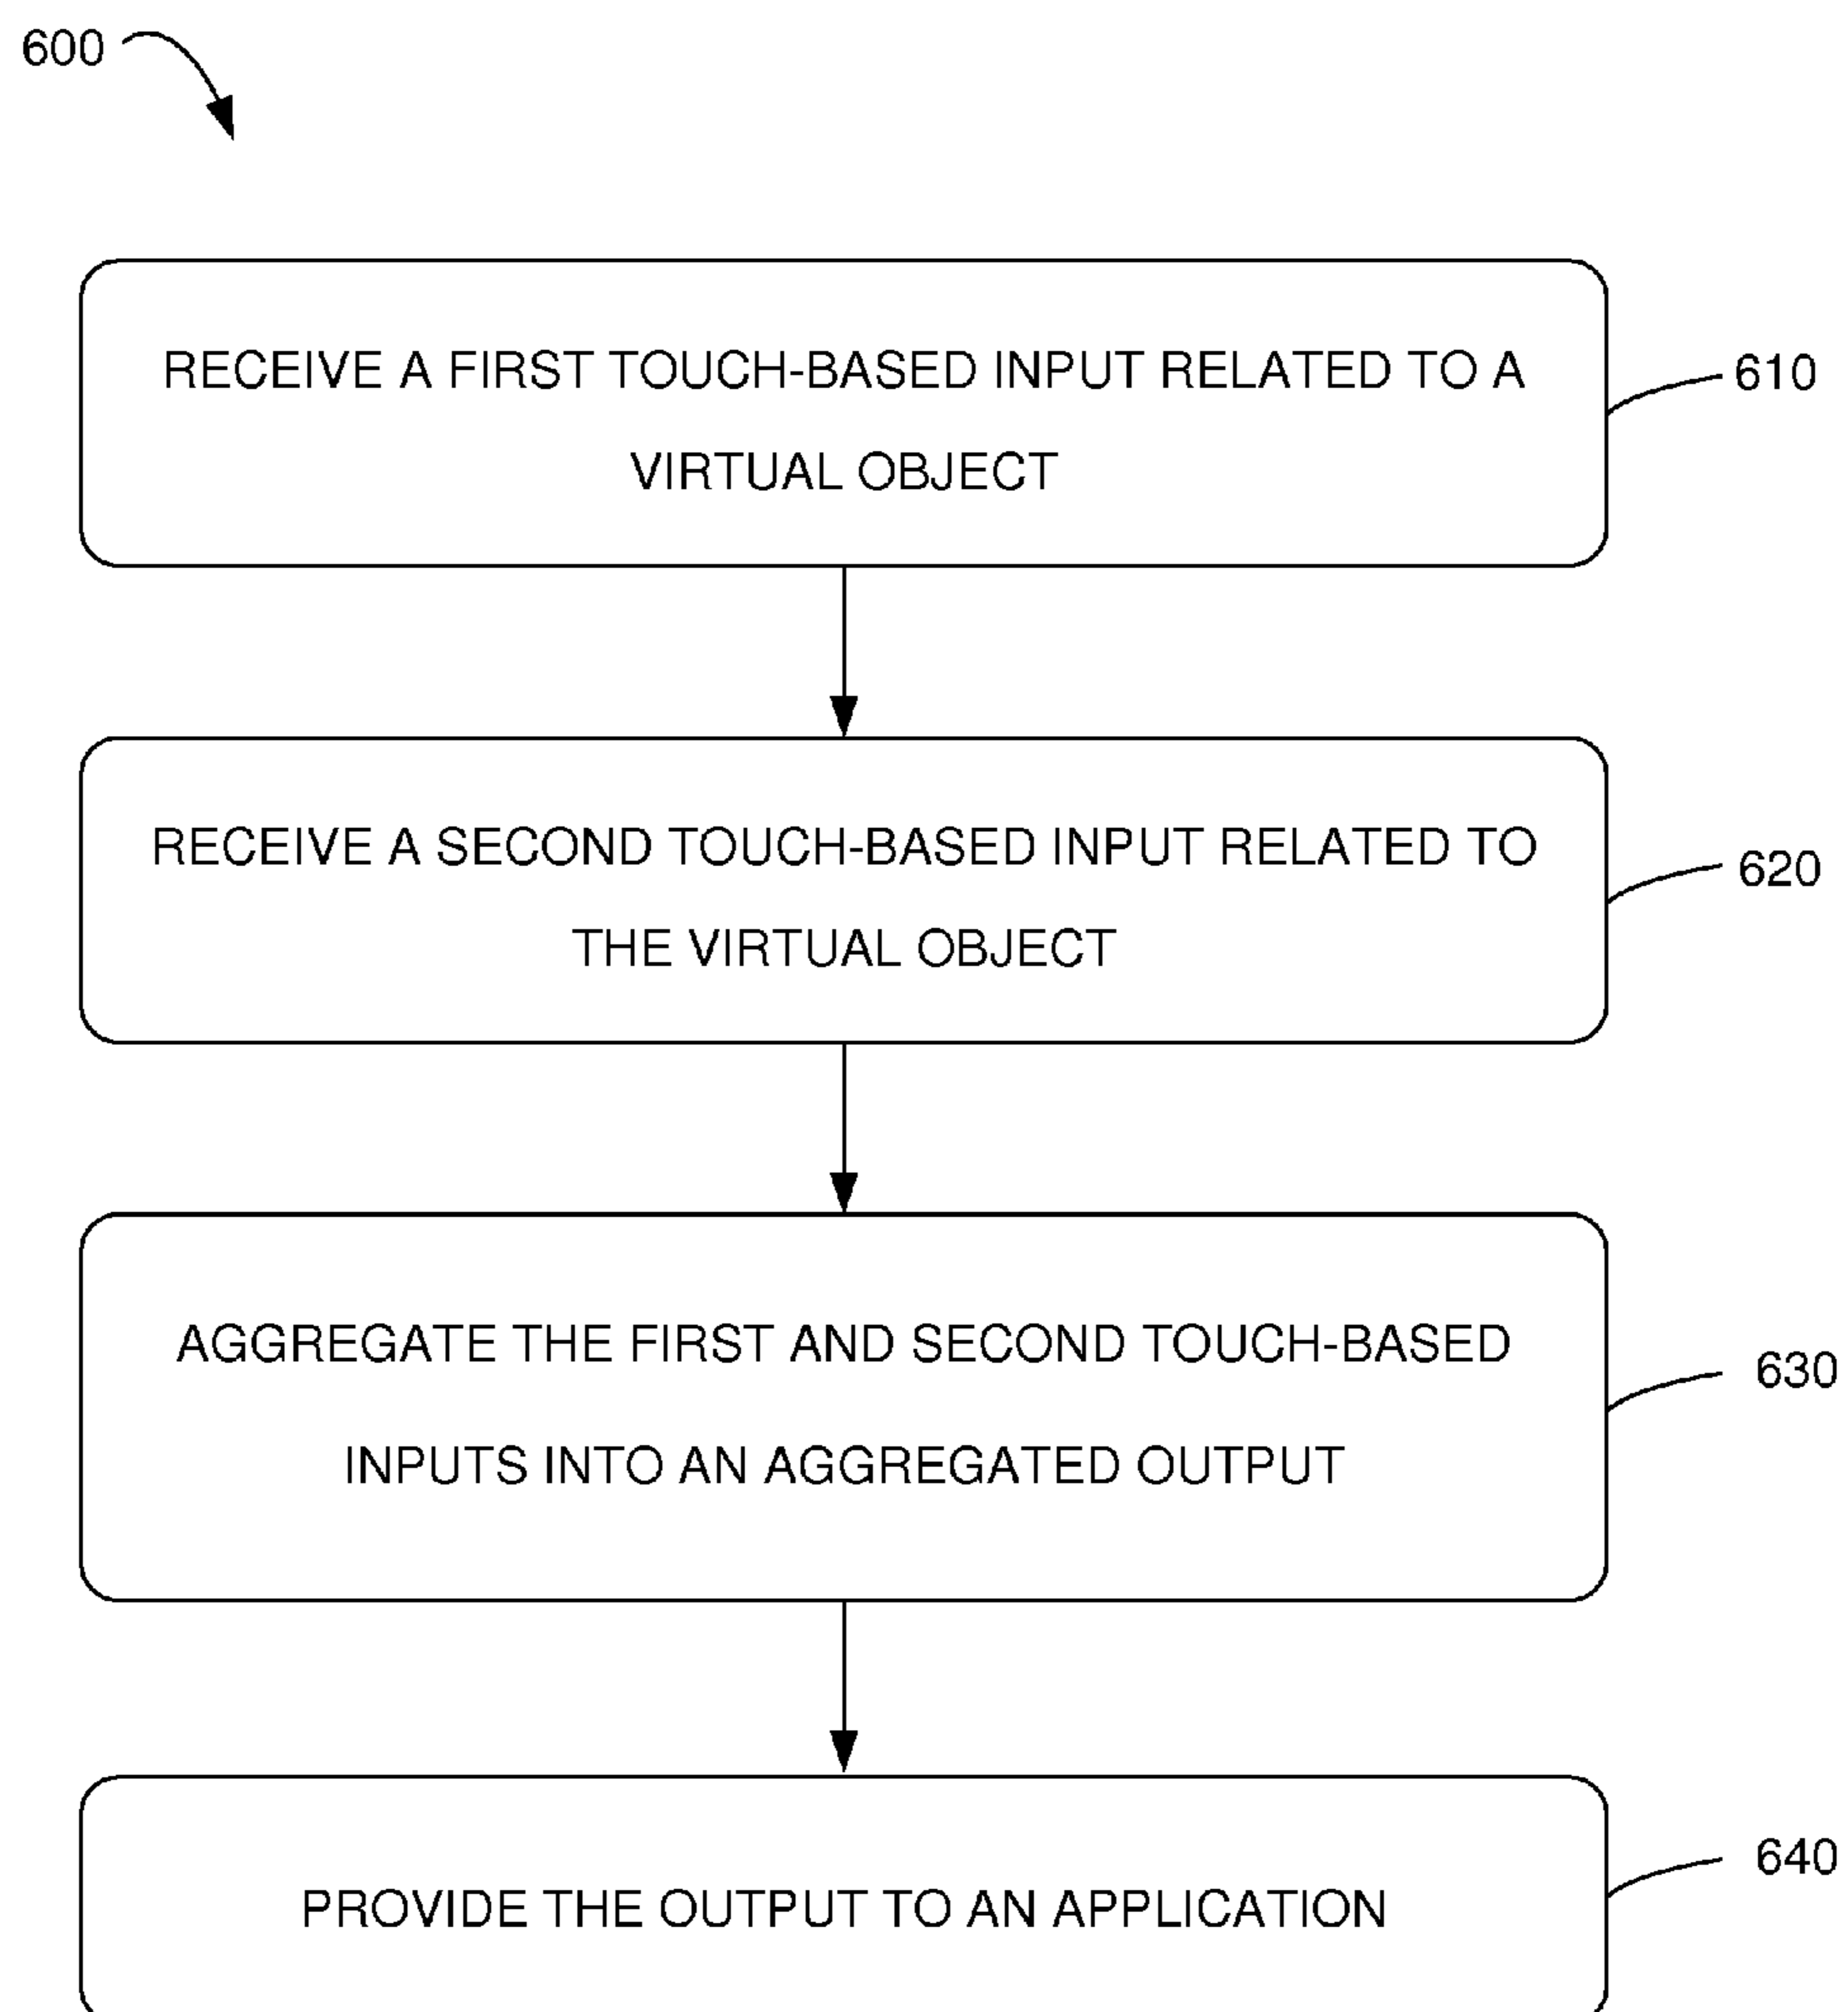 600
RECEIVE A FIRST TOUCH-BASED INPUT RELATED TO A
VIRTUAL OBJECT
610
RECEIVE A SECOND TOUCH-BASED INPUT RELATED TO
THE VIRTUAL OBJECT
620
AGGREGATE THE FIRST AND SECOND TOUCH-BASED
INPUTS INTO AN AGGREGATED OUTPUT
630
PROVIDE THE OUTPUT TO AN APPLICATION
640